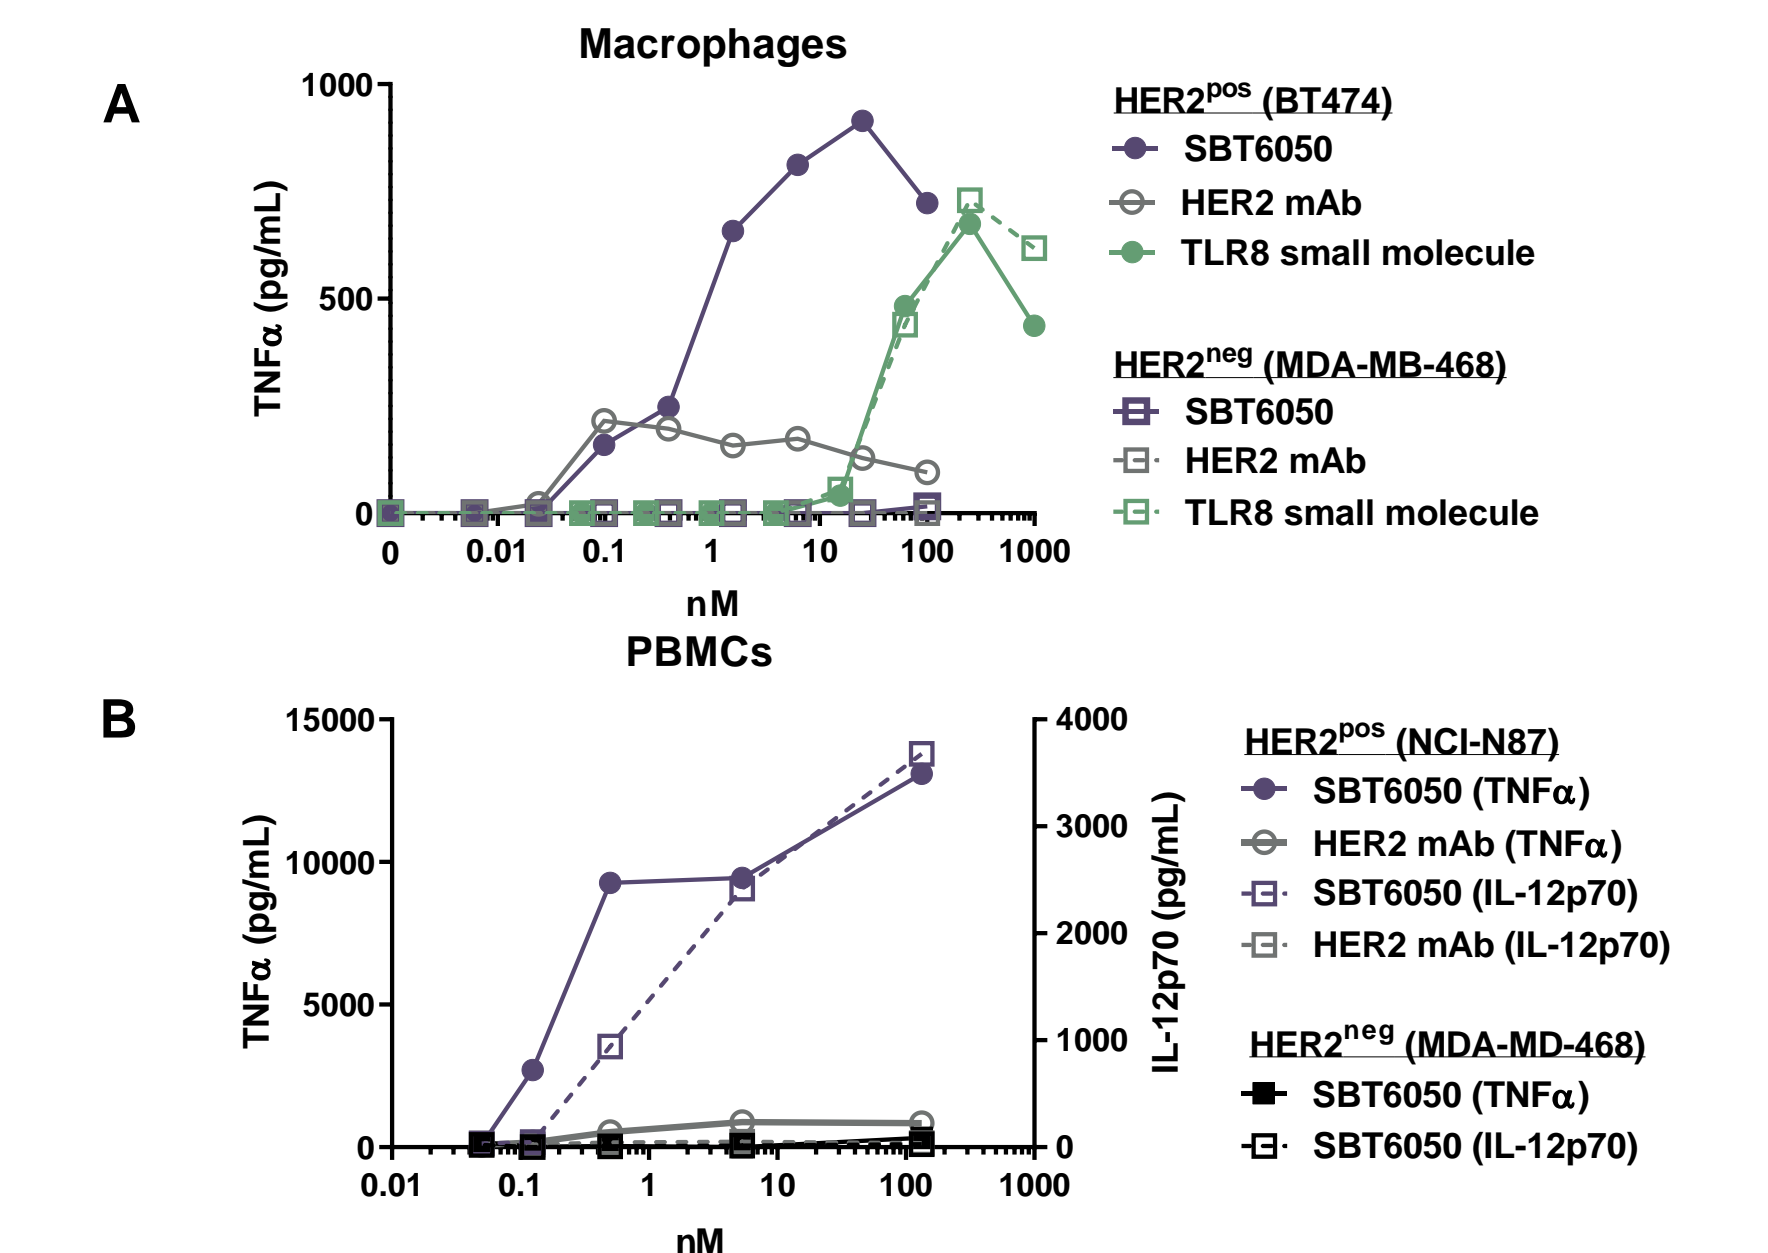 Macrophages
A
1000
500
0
TNFα (pg/mL)
0 0.01 0.1 1 10 100 1000
nM
HER2pos (BT474)
SBT6050
HER2 mAb
TLR8 small molecule
HER2neg (MDA-MB-468)
SBT6050
HER2 mAb
TLR8 small molecule
PBMCs
B
15000
10000
5000
0
TNFα (pg/mL)
4000
3000
2000
1000
0
IL-12p70 (pg/mL)
0.01 0.1 1 10 100 1000
nM
HER2pos (NCI-N87)
SBT6050 (TNFα)
HER2 mAb (TNFα)
SBT6050 (IL-12p70)
HER2 mAb (IL-12p70)
HER2neg (MDA-MD-468)
SBT6050 (TNFα)
SBT6050 (IL-12p70)